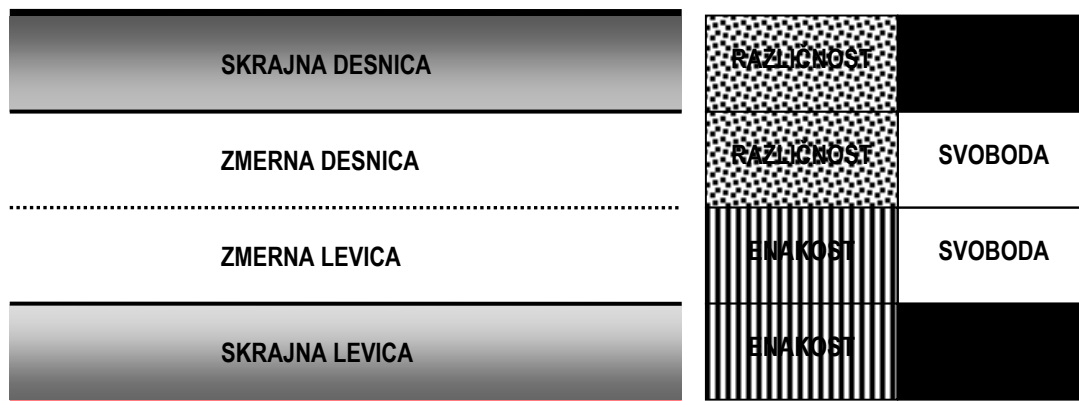 SKRAJNA DESNICA RAZLIČNOST
ZMERNA DESNICA RAZLIČNOST SVOBODA
ZMERNA LEVICA ENAKOST SVOBODA
SKRAJNA LEVICA ENAKOST